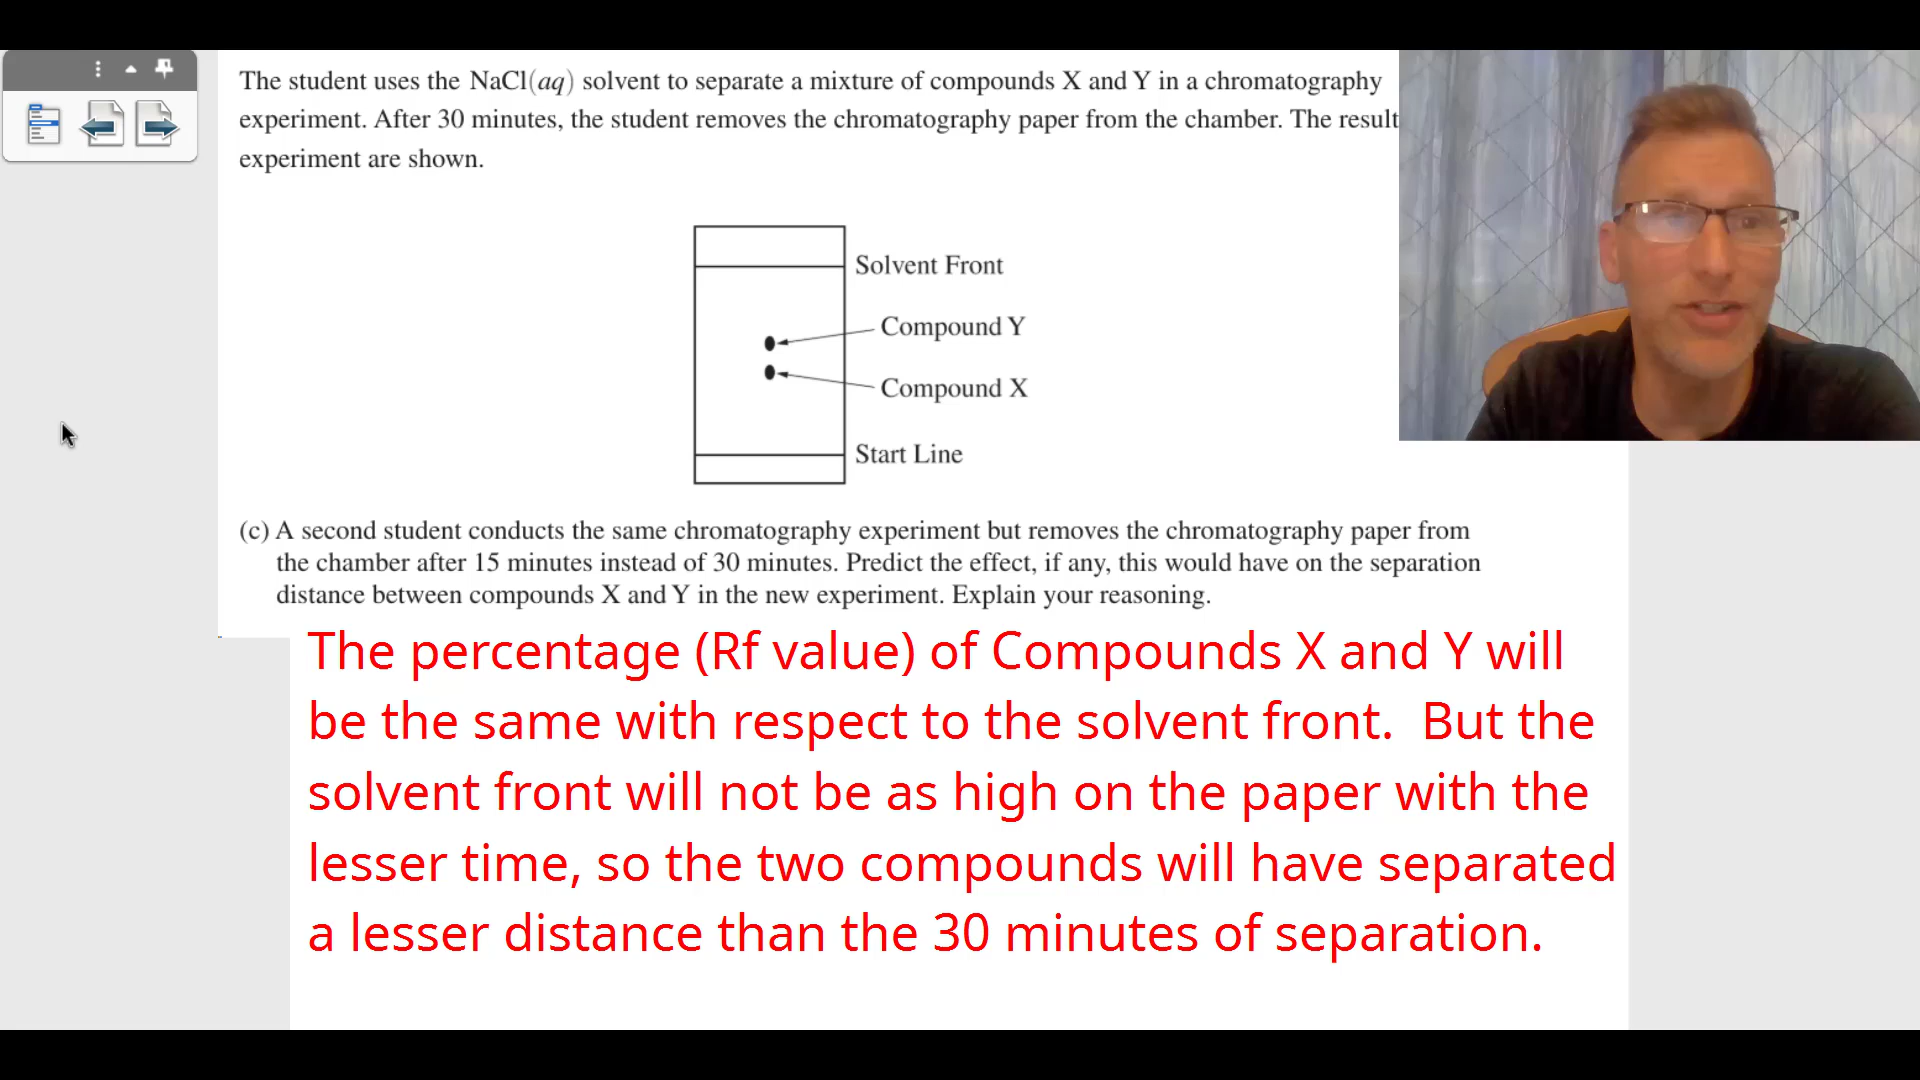 The student uses the NaCl(aq) solvent to separate a mixture of compounds X and Y in a chromatography
experiment. After 30 minutes, the student removes the chromatography paper from the chamber. The result
experiment are shown.
Solvent Front
Compound Y
Compound X
Start Line
(c) A second student conducts the same chromatography experiment but removes the chromatography paper from
the chamber after 15 minutes instead of 30 minutes. Predict the effect, if any, this would have on the separation
distance between compounds X and Y in the new experiment. Explain your reasoning.
The percentage (Rf value) of Compounds X and Y will
be the same with respect to the solvent front. But the
solvent front will not be as high on the paper with the
lesser time, so the two compounds will have separated
a lesser distance than the 30 minutes of separation.